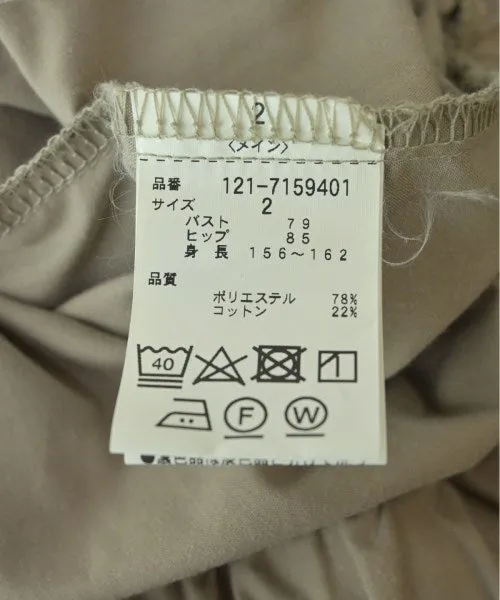 2
〈メイン〉
品番 121-7159401
サイズ 2
バスト 79
ヒップ 85
身 長 156〜162
品質
ポリエステル 78%
コットン 22%
40
F W